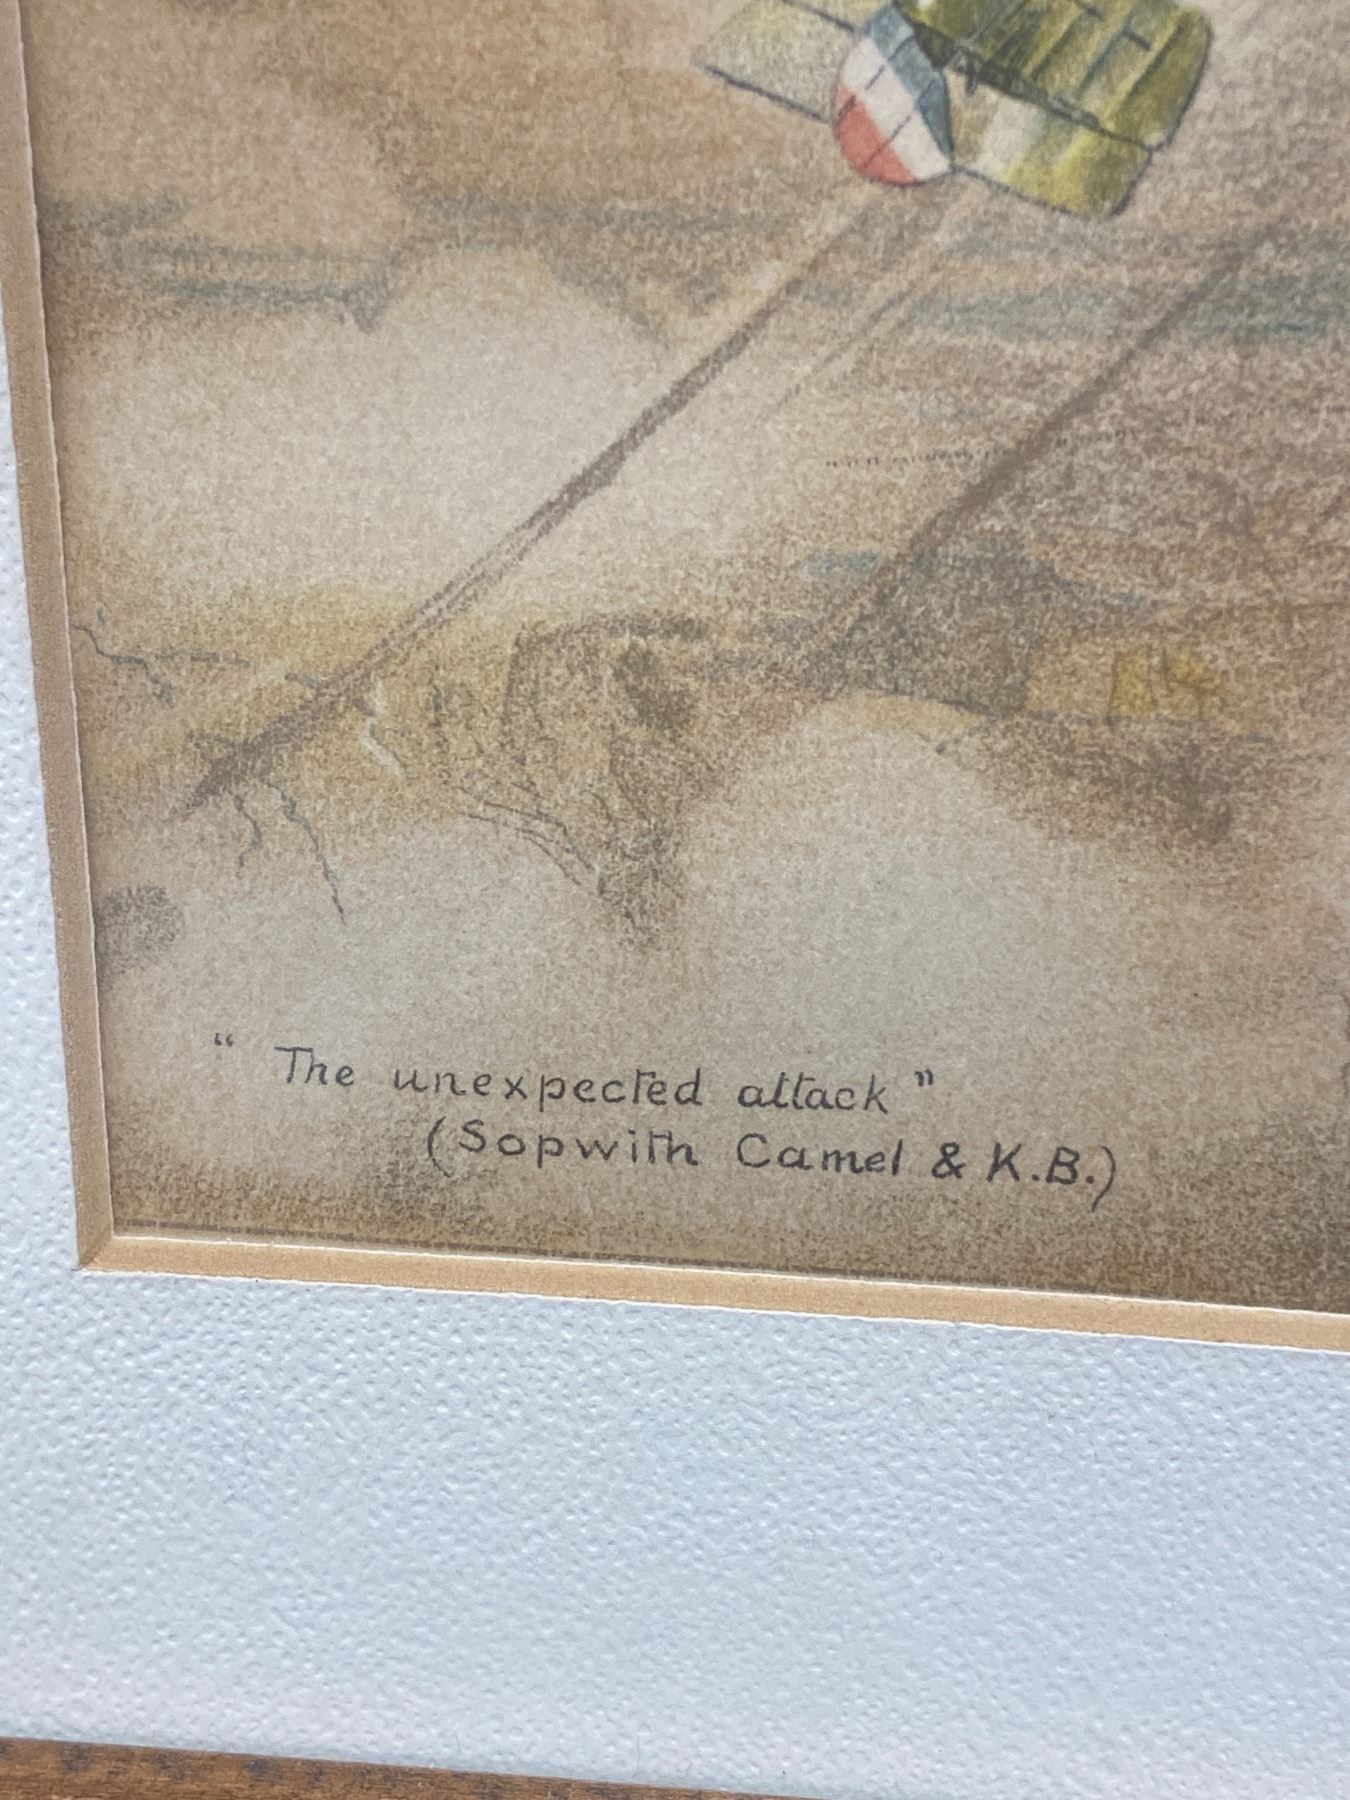 “ The unexpected attack ”
(Sopwith Camel & K.B.)